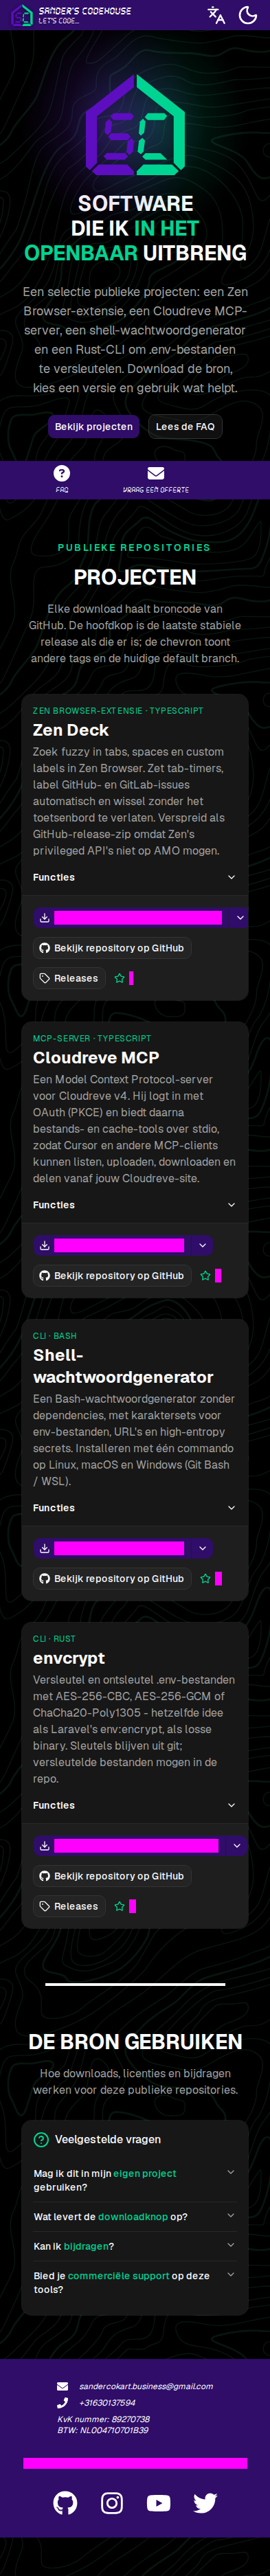 SANDER'S CODEHOUSE
LET'S CODE...
SC
SOFTWARE
DIE IK IN HET
OPENBAAR UITBRENG
Een selectie publieke projecten: een Zen
Browser-extensie, een Cloudreve MCP-
server, een shell-wachtwoordgenerator
en een Rust-CLI om .env-bestanden
te versleutelen. Download de bron,
kies een versie en gebruik wat helpt.
Bekijk projecten
Lees de FAQ
FAQ
VRAAG EEN OFFERTE
PUBLIEKE REPOSITORIES
PROJECTEN
Elke download haalt broncode van
GitHub. De hoofdkop is de laatste stabiele
release als die er is; de chevron toont
andere tags en de huidige default branch.
ZEN BROWSER-EXTENSIE · TYPESCRIPT
Zen Deck
Zoek fuzzy in tabs, spaces en custom
labels in Zen Browser. Zet tab-timers,
label GitHub- en GitLab-issues
automatisch en wissel zonder het
toetsenbord te verlaten. Verspreid als
GitHub-release-zip omdat Zen's
privileged API's niet op AMO mogen.
Functies
Bekijk repository op GitHub
Releases
MCP-SERVER · TYPESCRIPT
Cloudreve MCP
Een Model Context Protocol-server
voor Cloudreve v4. Hij logt in met
OAuth (PKCE) en biedt daarna
bestands- en cache-tools over stdio,
zodat Cursor en andere MCP-clients
kunnen listen, uploaden, downloaden en
delen vanaf jouw Cloudreve-site.
Functies
Bekijk repository op GitHub
CLI · BASH
Shell-
wachtwoordgenerator
Een Bash-wachtwoordgenerator zonder
dependencies, met karaktersets voor
env-bestanden, URL's en high-entropy
secrets. Installeren met één commando
op Linux, macOS en Windows (Git Bash
/ WSL).
Functies
Bekijk repository op GitHub
CLI · RUST
envcrypt
Versleutel en ontsleutel .env-bestanden
met AES-256-CBC, AES-256-GCM of
ChaCha20-Poly1305 - hetzelfde idee
als Laravel's env:encrypt, als losse
binary. Sleutels blijven uit git;
versleutelde bestanden mogen in de
repo.
Functies
Bekijk repository op GitHub
Releases
DE BRON GEBRUIKEN
Hoe downloads, licenties en bijdragen
werken voor deze publieke repositories.
Veelgestelde vragen
Mag ik dit in mijn eigen project
gebruiken?
Wat levert de downloadknop op?
Kan ik bijdragen?
Bied je commerciële support op deze
tools?
sandercokart.business@gmail.com
+31630137594
KvK nummer: 89270738
BTW: NL004710701B39